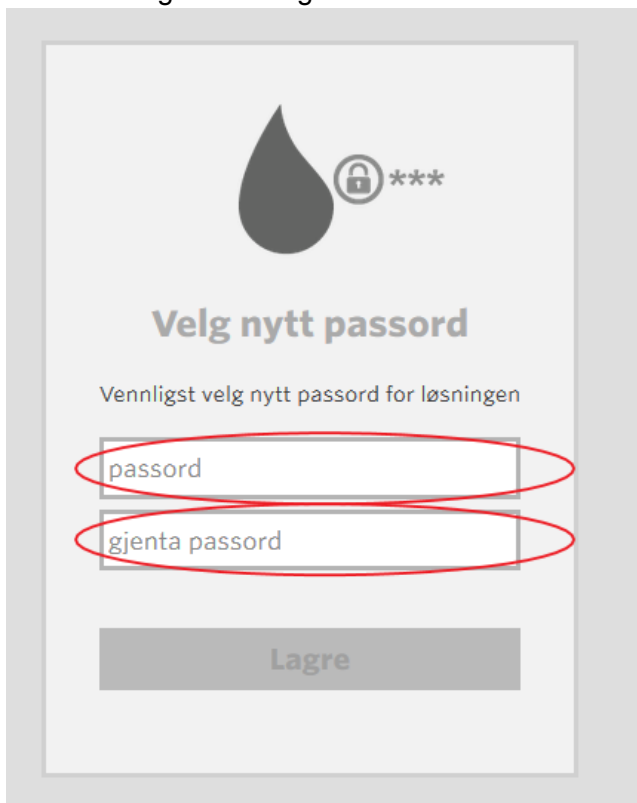 ***
Velg nytt passord
Vennligst velg nytt passord for løsningen
passord
gjenta passord
Lagre